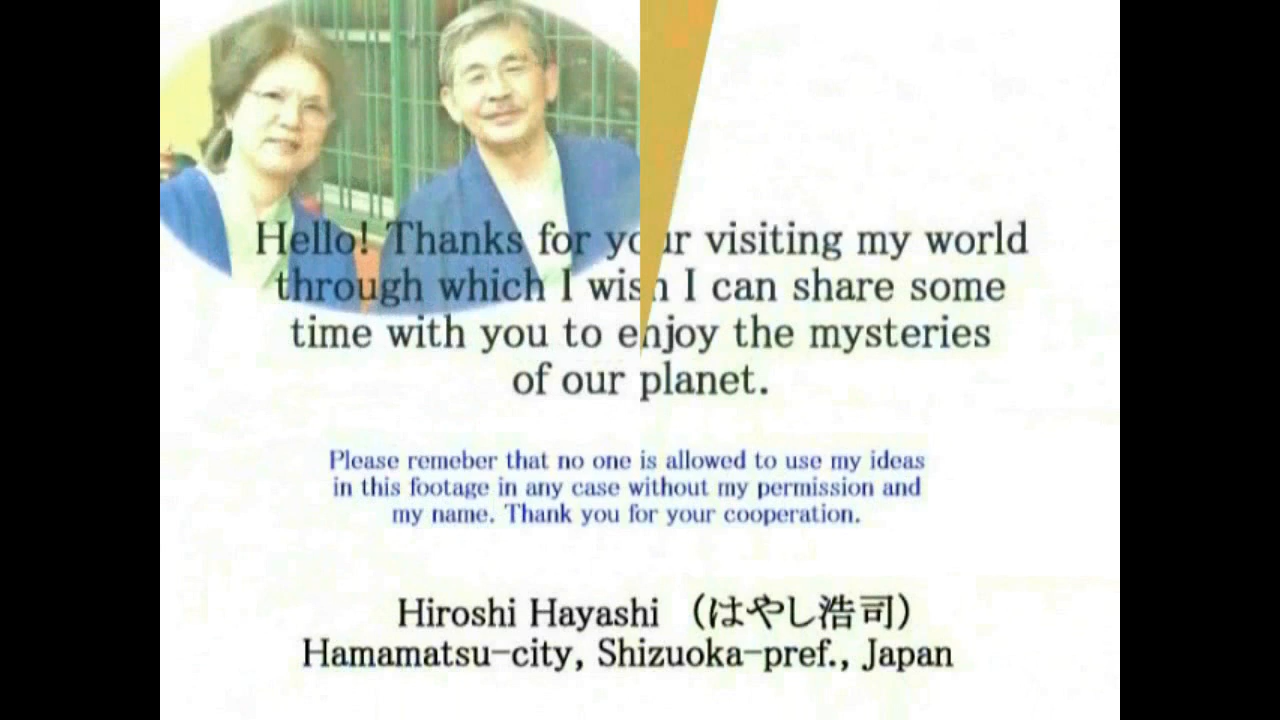 Hello! Thanks for your visiting my world
through which I wish I can share some
time with you to enjoy the mysteries
of our planet.
Please remeber that no one is allowed to use my ideas
in this footage in any case without my permission and
my name. Thank you for your cooperation.
Hiroshi Hayashi （はやし浩司）
Hamamatsu-city, Shizuoka-pref., Japan